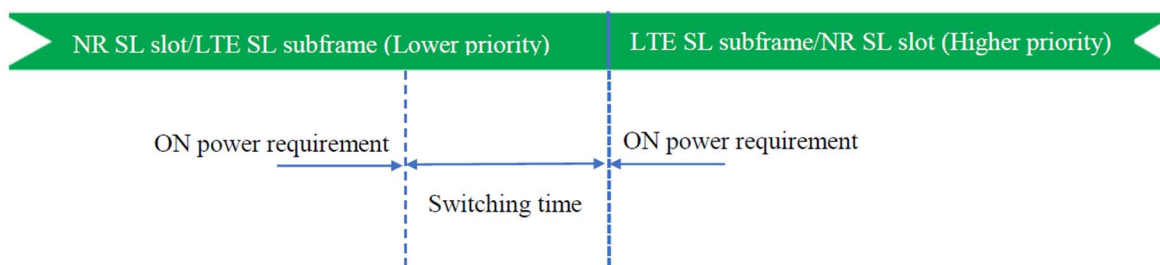 NR SL slot/LTE SL subframe (Lower priority)
LTE SL subframe/NR SL slot (Higher priority)
ON power requirement
ON power requirement
Switching time